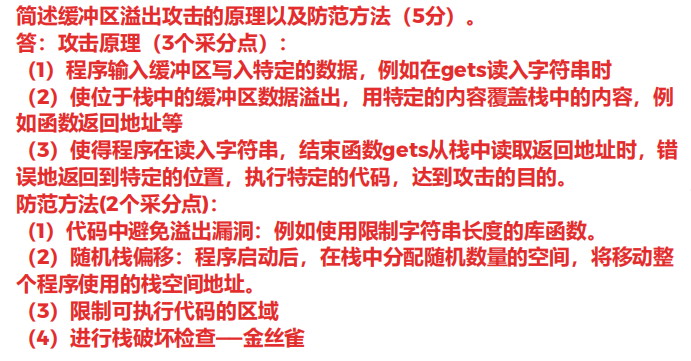 简述缓冲区溢出攻击的原理以及防范方法（5分）。
答：攻击原理（3个采分点）：
（1）程序输入缓冲区写入特定的数据，例如在gets读入字符串时
（2）使位于栈中的缓冲区数据溢出，用特定的内容覆盖栈中的内容，例
如函数返回地址等
（3）使得程序在读入字符串，结束函数gets从栈中读取返回地址时，错
误地返回到特定的位置，执行特定的代码，达到攻击的目的。
防范方法(2个采分点)：
（1）代码中避免溢出漏洞：例如使用限制字符串长度的库函数。
（2）随机栈偏移：程序启动后，在栈中分配随机数量的空间，将移动整
个程序使用的栈空间地址。
（3）限制可执行代码的区域
（4）进行栈破坏检查——金丝雀